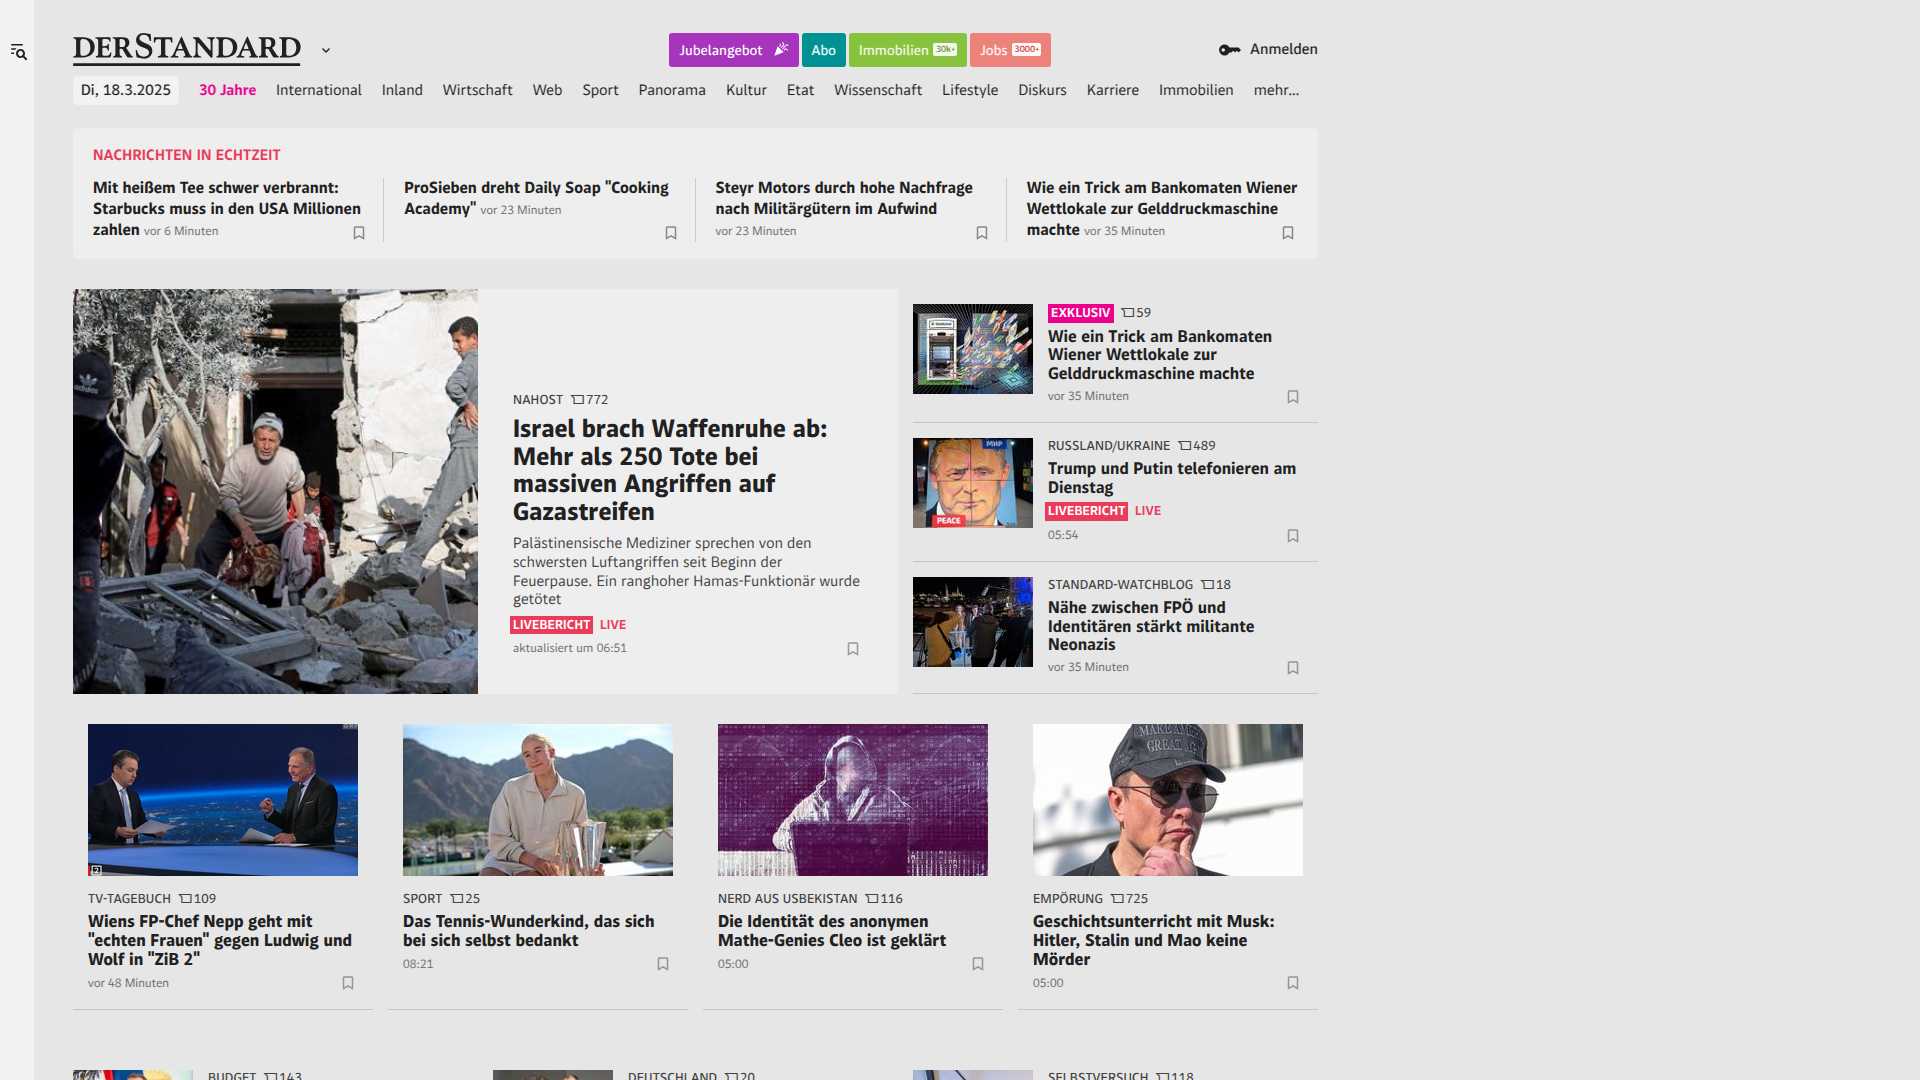 DERSTANDARD
Jubelangebot
Abo
Immobilien 30k+
Jobs 3000+
Anmelden
Di, 18.3.2025 30 Jahre International Inland Wirtschaft Web Sport Panorama Kultur Etat Wissenschaft Lifestyle Diskurs Karriere Immobilien mehr...
NACHRICHTEN IN ECHTZEIT
Mit heißem Tee schwer verbrannt:
Starbucks muss in den USA Millionen
zahlen vor 6 Minuten
ProSieben dreht Daily Soap "Cooking
Academy" vor 23 Minuten
Steyr Motors durch hohe Nachfrage
nach Militärgütern im Aufwind
vor 23 Minuten
Wie ein Trick am Bankomaten Wiener
Wettlokale zur Gelddruckmaschine
machte vor 35 Minuten
adidas
NAHOST 772
Israel brach Waffenruhe ab:
Mehr als 250 Tote bei
massiven Angriffen auf
Gazastreifen
Palästinensische Mediziner sprechen von den
schwersten Luftangriffen seit Beginn der
Feuerpause. Ein ranghoher Hamas-Funktionär wurde
getötet
LIVEBERICHT LIVE
aktualisiert um 06:51
EXKLUSIV 59
Wie ein Trick am Bankomaten
Wiener Wettlokale zur
Gelddruckmaschine machte
vor 35 Minuten
МИР
PEACE
RUSSLAND/UKRAINE 489
Trump und Putin telefonieren am
Dienstag
LIVEBERICHT LIVE
05:54
STANDARD-WATCHBLOG 18
Nähe zwischen FPÖ und
Identitären stärkt militante
Neonazis
vor 35 Minuten
2
TV-TAGEBUCH 109
Wiens FP-Chef Nepp geht mit
"echten Frauen" gegen Ludwig und
Wolf in "ZiB 2"
vor 48 Minuten
SPORT 25
Das Tennis-Wunderkind, das sich
bei sich selbst bedankt
08:21
NERD AUS USBEKISTAN 116
Die Identität des anonymen
Mathe-Genies Cleo ist geklärt
05:00
MAKE AMERICA
GREAT AGAIN
EMPÖRUNG 725
Geschichtsunterricht mit Musk:
Hitler, Stalin und Mao keine
Mörder
05:00
BUDGET 143
DEUTSCHLAND 20
SELBSTVERSUCH 118